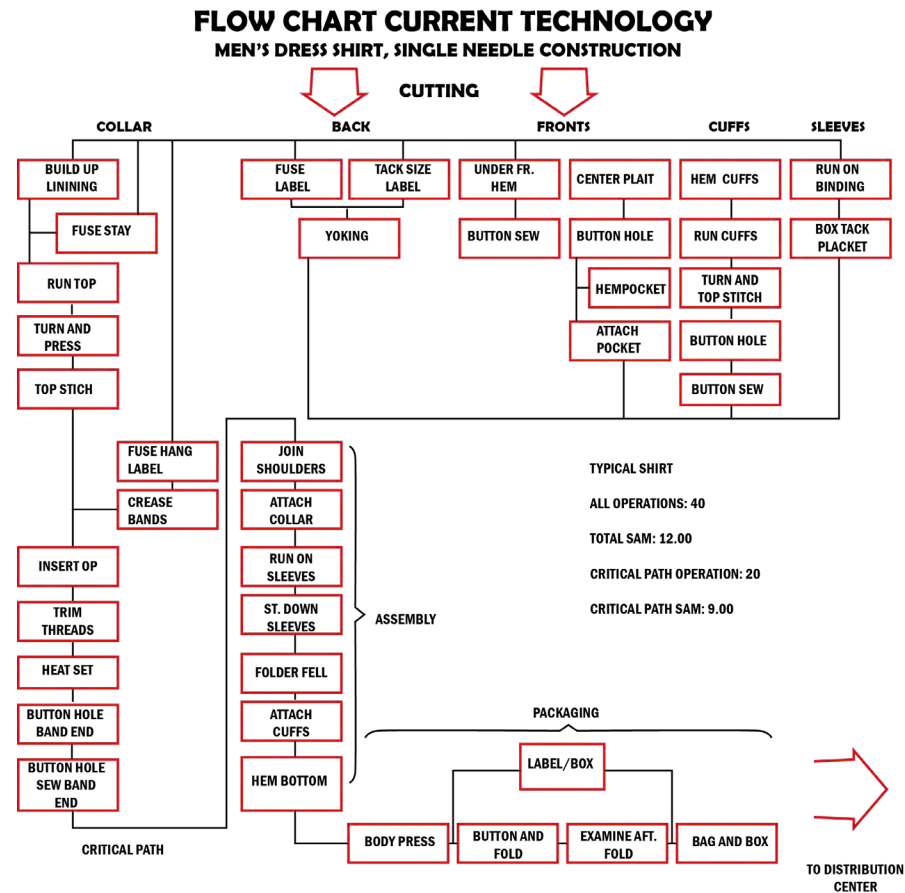 FLOW CHART CURRENT TECHNOLOGY
MEN'S DRESS SHIRT, SINGLE NEEDLE CONSTRUCTION
CUTTING
COLLAR
BACK
FRONTS
CUFFS
SLEEVES
BUILD UP
LINING
FUSE STAY
RUN TOP
TURN AND
PRESS
TOP STICH
FUSE HANG
LABEL
CREASE
BANDS
INSERT OP
TRIM
THREADS
HEAT SET
BUTTON HOLE
BAND END
BUTTON HOLE
SEW BAND
END
CRITICAL PATH
FUSE
LABEL
TACK SIZE
LABEL
YOKING
UNDER FR.
HEM
BUTTON SEW
CENTER PLAIT
BUTTON HOLE
HEMPOCKET
ATTACH
POCKET
HEM CUFFS
RUN CUFFS
TURN AND
TOP STITCH
BUTTON HOLE
BUTTON SEW
RUN ON
BINDING
BOX TACK
PLACKET
JOIN
SHOULDERS
ATTACH
COLLAR
RUN ON
SLEEVES
ST. DOWN
SLEEVES
FOLDER FELL
ATTACH
CUFFS
HEM BOTTOM
ASSEMBLY
TYPICAL SHIRT
ALL OPERATIONS: 40
TOTAL SAM: 12.00
CRITICAL PATH OPERATION: 20
CRITICAL PATH SAM: 9.00
PACKAGING
LABEL/BOX
BODY PRESS
BUTTON AND
FOLD
EXAMINE AFT.
FOLD
BAG AND BOX
TO DISTRIBUTION
CENTER